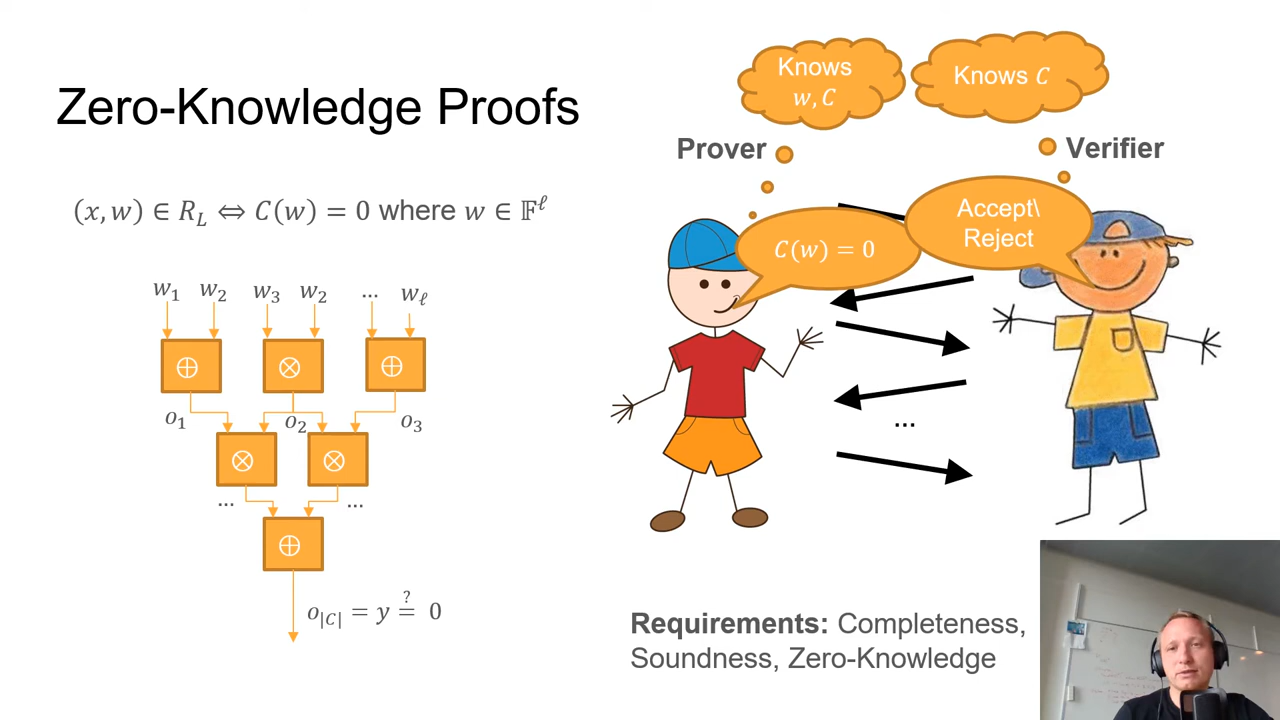 Zero-Knowledge Proofs
(x, w) ∈ R_L ⇔ C(w) = 0 where w ∈ 𝔽^ℓ
w₁ w₂ w₃ w₂ ... w_ℓ
⊕ ⊗ ⊕
o₁ o₂ o₃
⊗ ⊗
... ...
⊕
o_|C| = y ≟ 0
Knows
w, C
Knows C
Prover
Verifier
C(w) = 0
Accept\
Reject
...
Requirements: Completeness,
Soundness, Zero-Knowledge